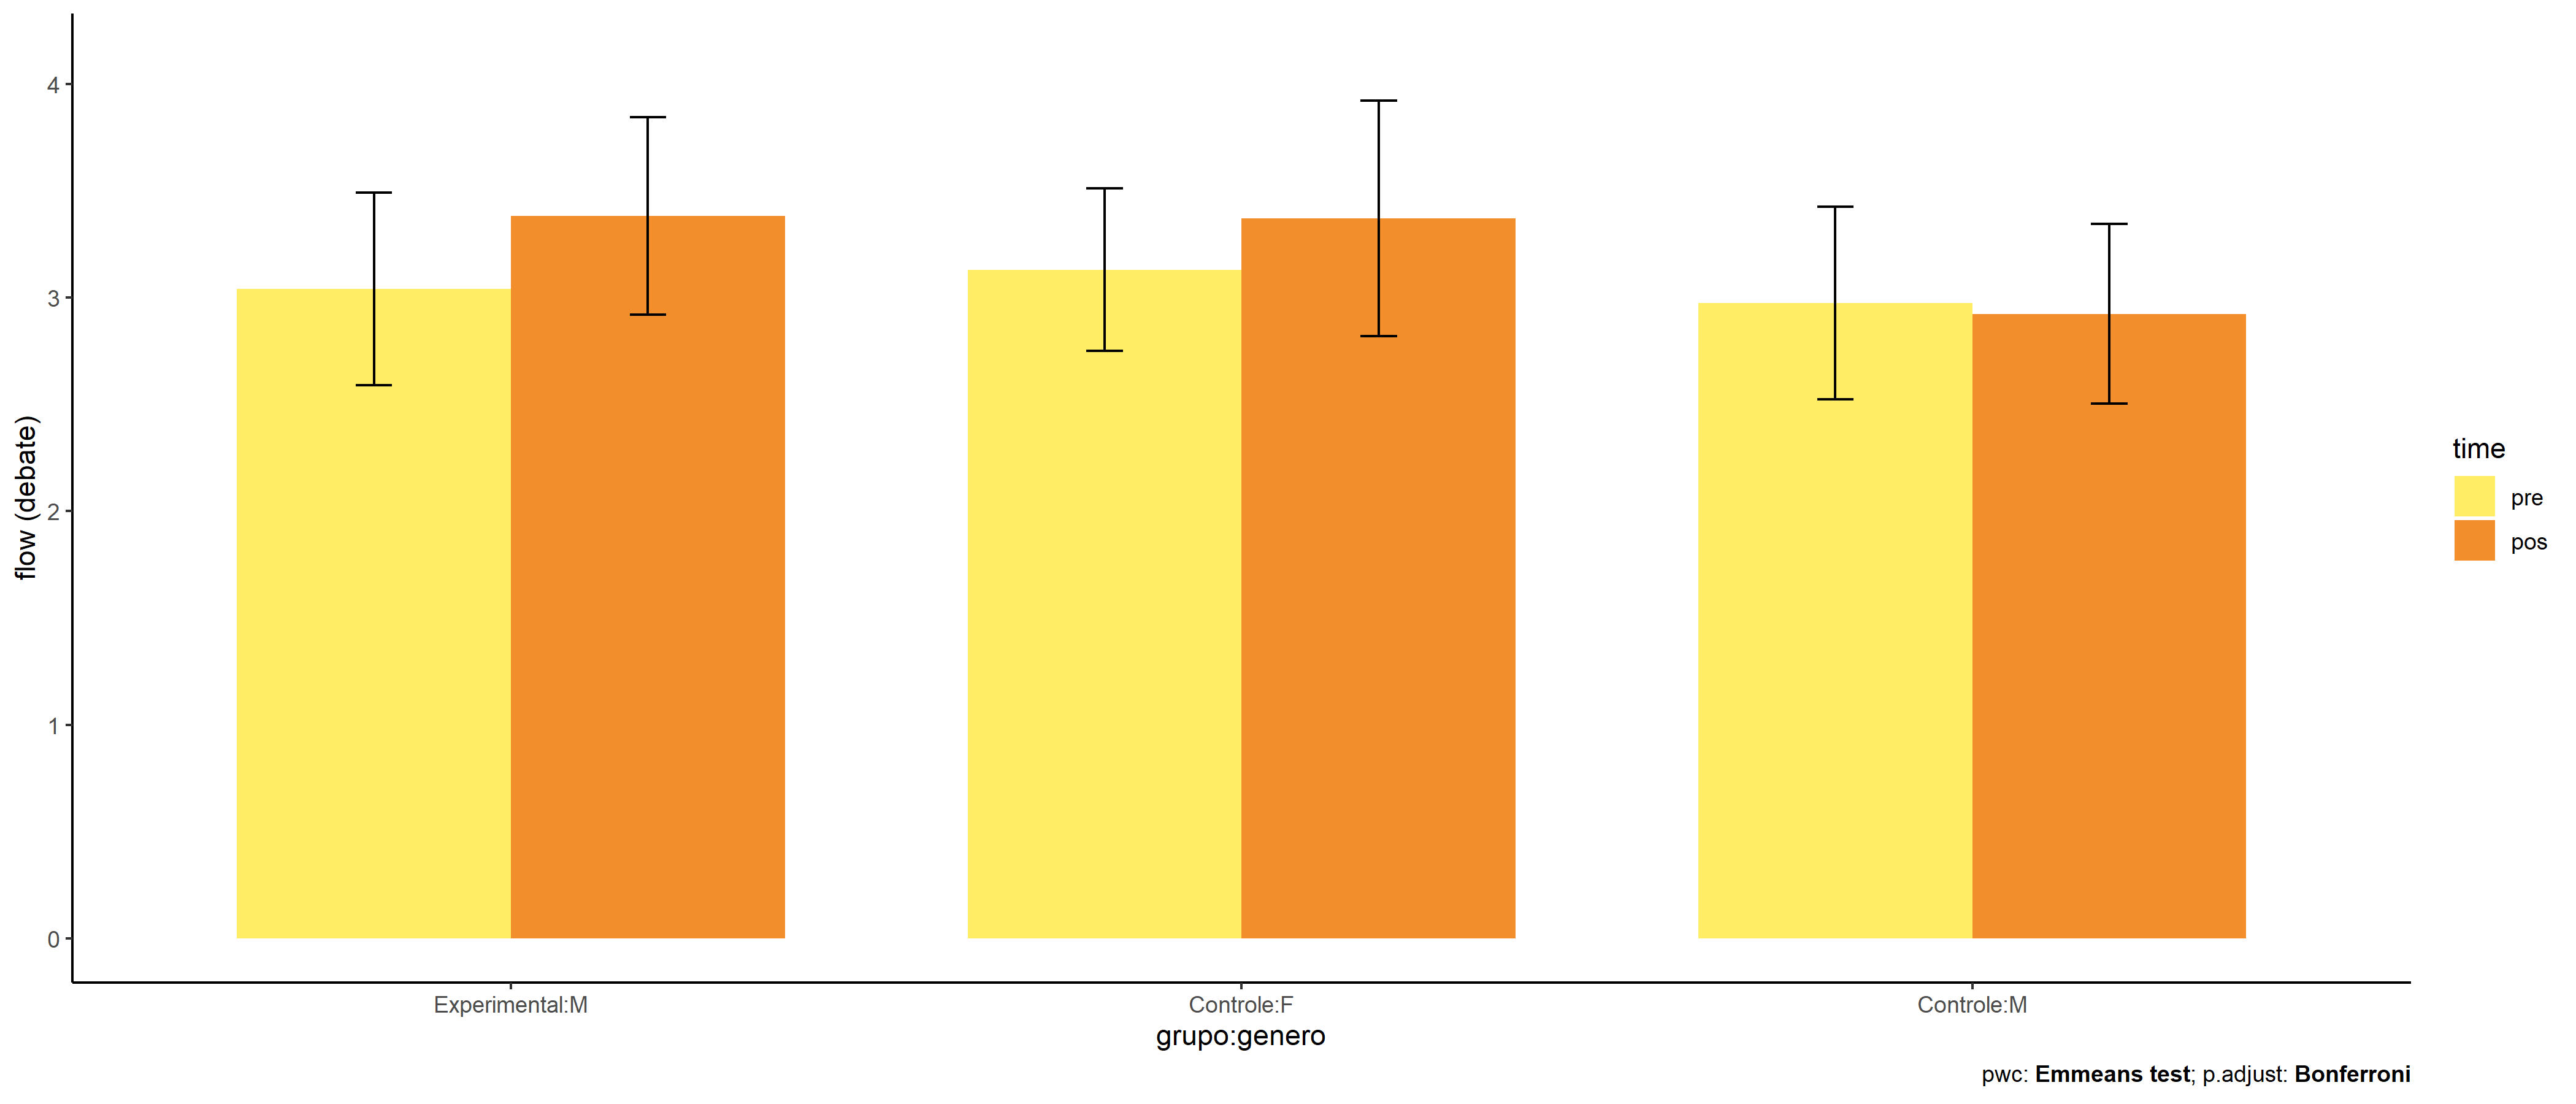 flow (debate)
4
3
2
1
0
Experimental:M
Controle:F
Controle:M
grupo:genero
time
pre
pos
pwc: Emmeans test; p.adjust: Bonferroni